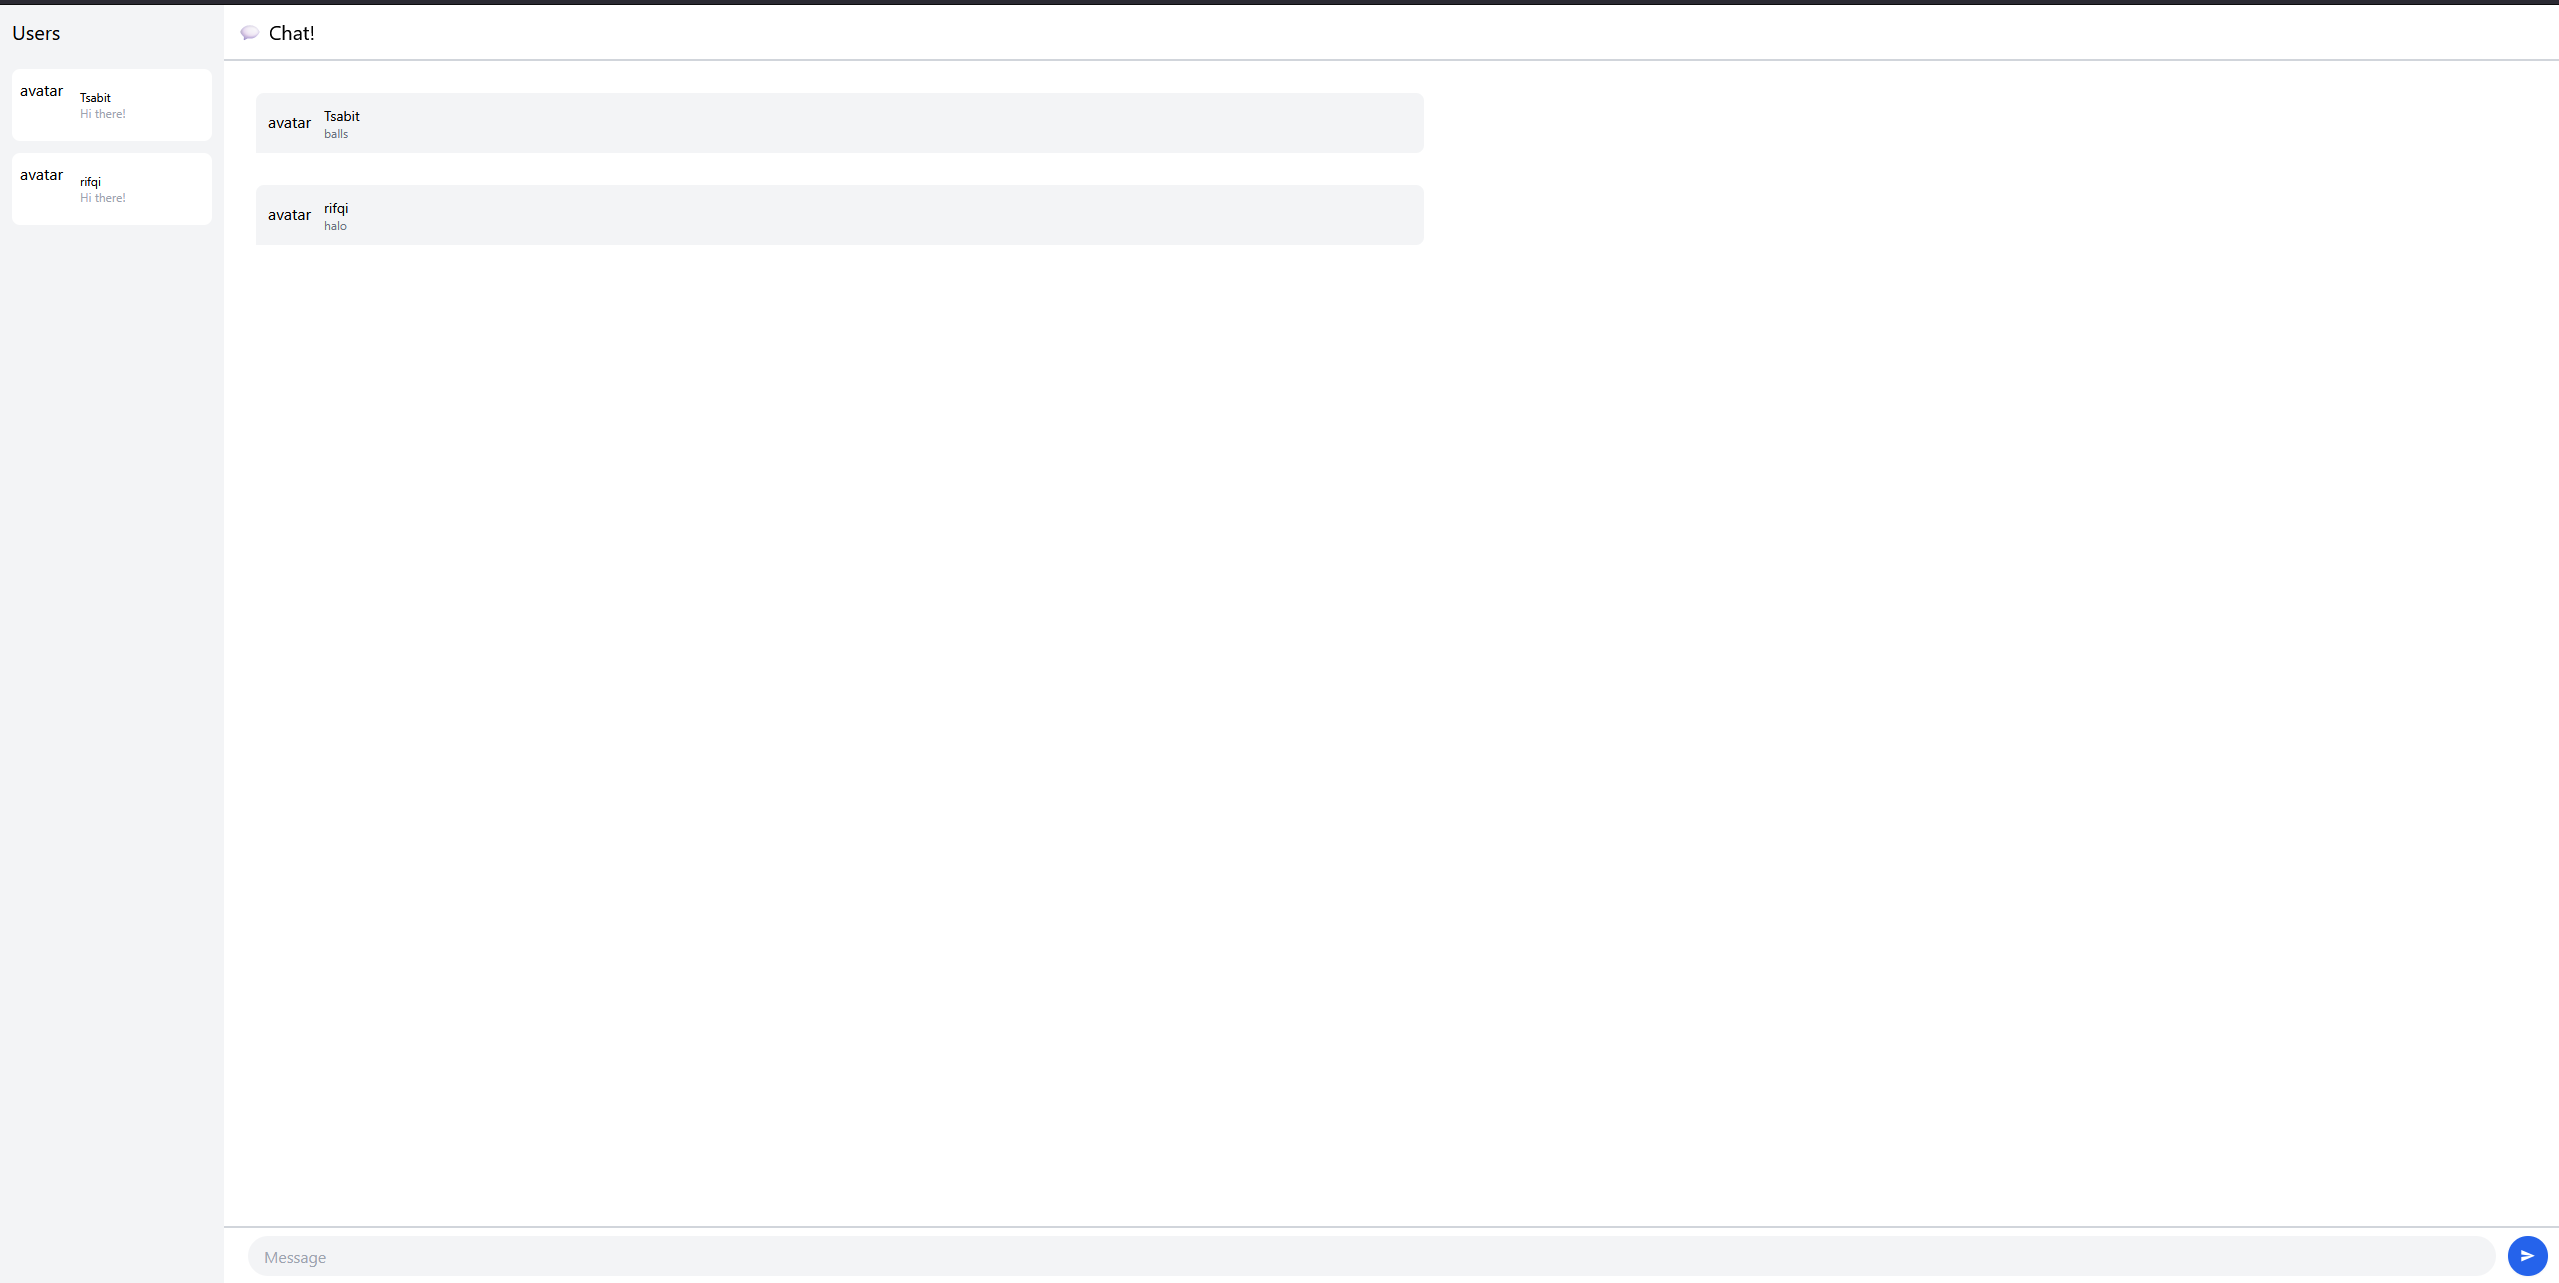 Users
avatar
Tsabit
Hi there!
avatar
rifqi
Hi there!
Chat!
avatar
Tsabit
balls
avatar
rifqi
halo
Message